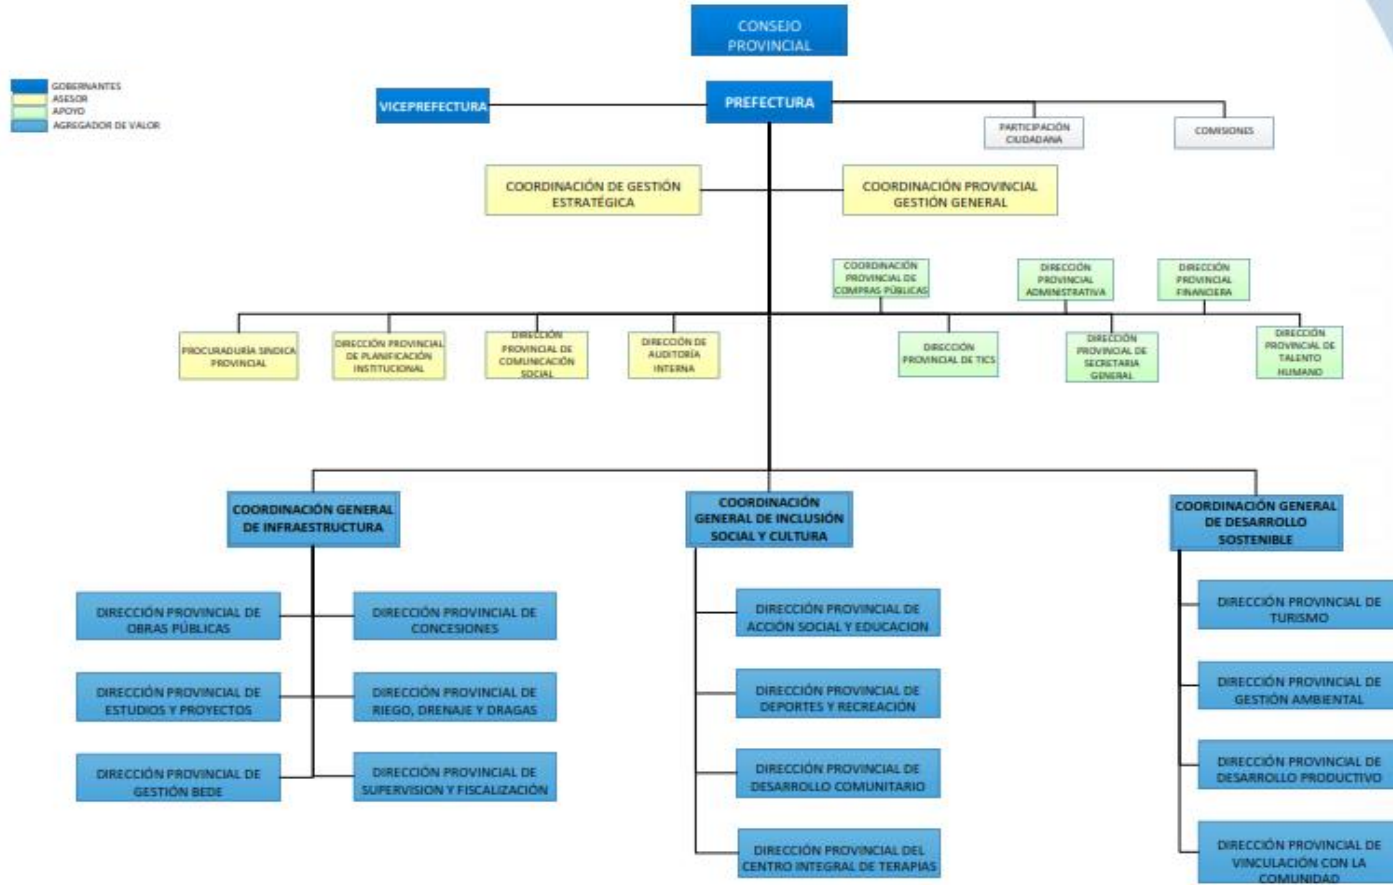 CONSEJO
PROVINCIAL
GOBERNANTES
ASESOR
APOYO
AGREGADOR DE VALOR
VICEPREFECTURA
PREFECTURA
PARTICIPACIÓN
CIUDADANA
COMISIONES
COORDINACIÓN DE GESTIÓN
ESTRATÉGICA
COORDINACIÓN PROVINCIAL
GESTIÓN GENERAL
COORDINACIÓN
PROVINCIAL DE
COMPRAS PÚBLICAS
DIRECCIÓN
PROVINCIAL
ADMINISTRATIVA
DIRECCIÓN
PROVINCIAL
FINANCIERA
PROCURADURÍA SINDICA
PROVINCIAL
DIRECCIÓN PROVINCIAL
DE PLANIFICACIÓN
INSTITUCIONAL
DIRECCIÓN
PROVINCIAL DE
COMUNICACIÓN
SOCIAL
DIRECCIÓN DE
AUDITORÍA
INTERNA
DIRECCIÓN
PROVINCIAL DE TICS
DIRECCIÓN
PROVINCIAL DE
SECRETARIA
GENERAL
DIRECCIÓN
PROVINCIAL DE
TALENTO
HUMANO
COORDINACIÓN GENERAL
DE INFRAESTRUCTURA
COORDINACIÓN
GENERAL DE INCLUSIÓN
SOCIAL Y CULTURA
COORDINACIÓN GENERAL
DE DESARROLLO
SOSTENIBLE
DIRECCIÓN PROVINCIAL DE
OBRAS PÚBLICAS
DIRECCIÓN PROVINCIAL DE
CONCESIONES
DIRECCIÓN PROVINCIAL DE
ESTUDIOS Y PROYECTOS
DIRECCIÓN PROVINCIAL DE
RIEGO, DRENAJE Y DRAGAS
DIRECCIÓN PROVINCIAL DE
GESTIÓN BEDE
DIRECCIÓN PROVINCIAL DE
SUPERVISION Y FISCALIZACIÓN
DIRECCIÓN PROVINCIAL DE
ACCIÓN SOCIAL Y EDUCACION
DIRECCIÓN PROVINCIAL DE
DEPORTES Y RECREACIÓN
DIRECCIÓN PROVINCIAL DE
DESARROLLO COMUNITARIO
DIRECCIÓN PROVINCIAL DEL
CENTRO INTEGRAL DE TERAPIAS
DIRECCIÓN PROVINCIAL DE
TURISMO
DIRECCIÓN PROVINCIAL DE
GESTIÓN AMBIENTAL
DIRECCIÓN PROVINCIAL DE
DESARROLLO PRODUCTIVO
DIRECCIÓN PROVINCIAL DE
VINCULACIÓN CON LA
COMUNIDAD